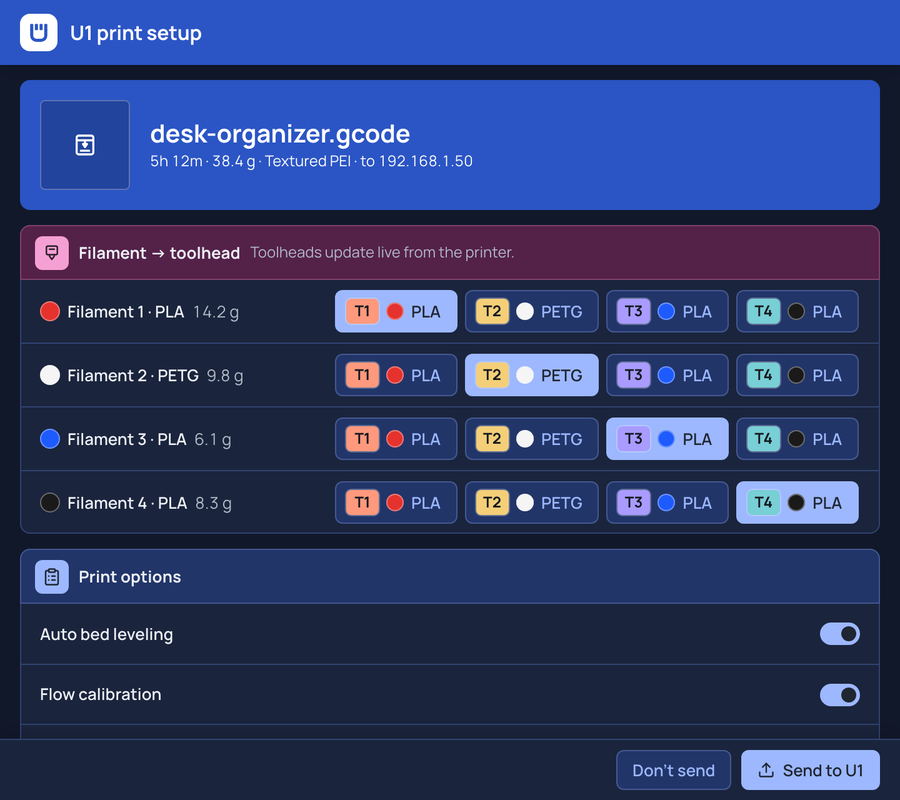 U1 print setup
desk-organizer.gcode
5h 12m · 38.4 g · Textured PEI · to 192.168.1.50
Filament → toolhead Toolheads update live from the printer.
Filament 1 · PLA 14.2 g T1 PLA T2 PETG T3 PLA T4 PLA
Filament 2 · PETG 9.8 g T1 PLA T2 PETG T3 PLA T4 PLA
Filament 3 · PLA 6.1 g T1 PLA T2 PETG T3 PLA T4 PLA
Filament 4 · PLA 8.3 g T1 PLA T2 PETG T3 PLA T4 PLA
Print options
Auto bed leveling
Flow calibration
Don't send Send to U1